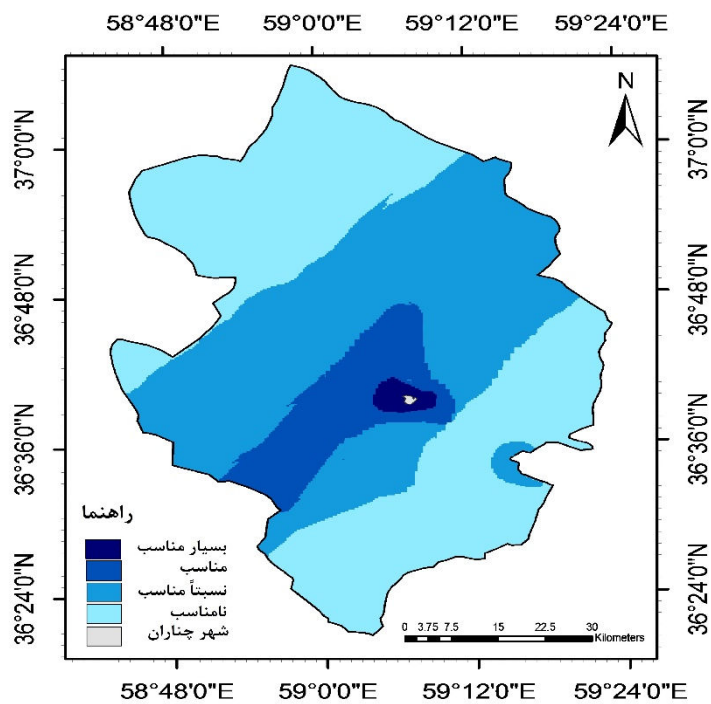 58°48'0"E 59°0'0"E 59°12'0"E 59°24'0"E
N
37°0'0"N 37°0'0"N
36°48'0"N 36°48'0"N
36°36'0"N 36°36'0"N
36°24'0"N 36°24'0"N
راهنما
بسیار مناسب
مناسب
نسبتاً مناسب
نامناسب
شهر چناران
0 3.75 7.5 15 22.5 30
Kilometers
58°48'0"E 59°0'0"E 59°12'0"E 59°24'0"E